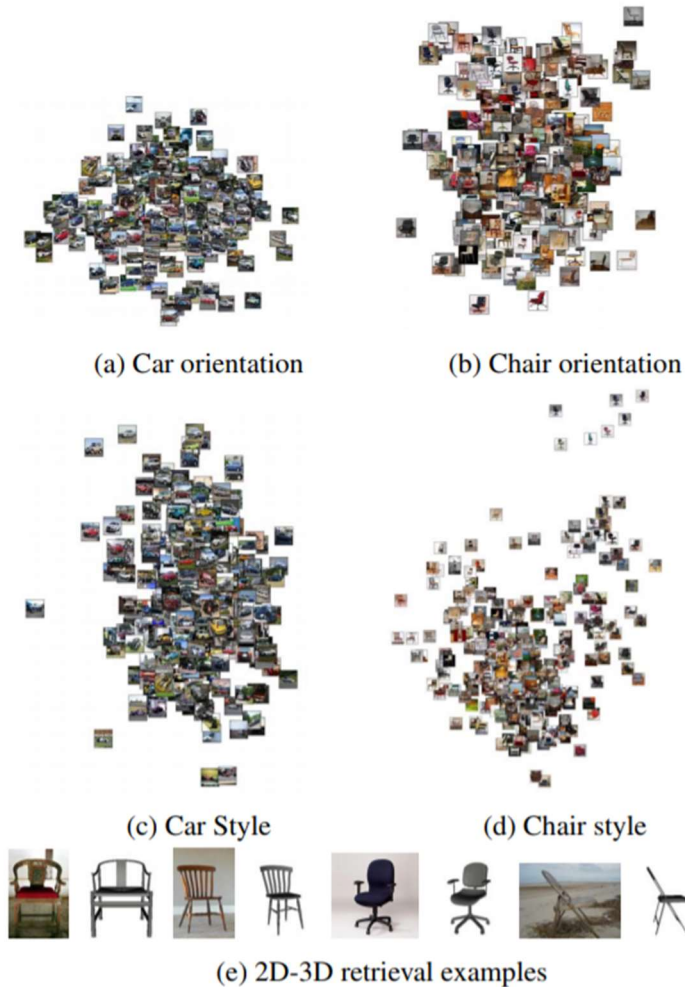 (a) Car orientation
(b) Chair orientation
(c) Car Style
(d) Chair style
(e) 2D-3D retrieval examples